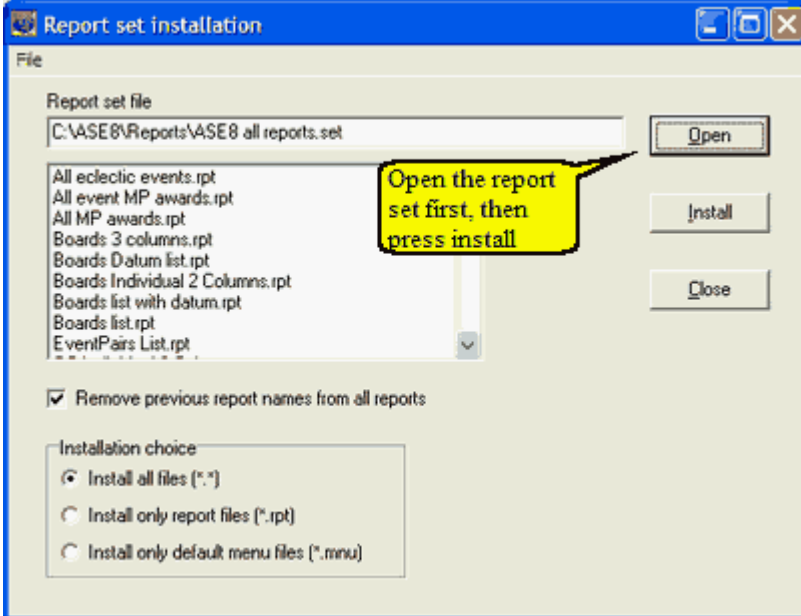 Report set installation
File
Report set file
C:\ASE8\Reports\ASE8 all reports.set
Open
All eclectic events.rpt
All event MP awards.rpt
All MP awards.rpt
Boards 3 columns.rpt
Boards Datum list.rpt
Boards Individual 2 Columns.rpt
Boards list with datum.rpt
Boards list.rpt
EventPairs List.rpt
Open the report
set first, then
press install
Install
Close
Remove previous report names from all reports
Installation choice
Install all files (*.*)
Install only report files (*.rpt)
Install only default menu files (*.mnu)